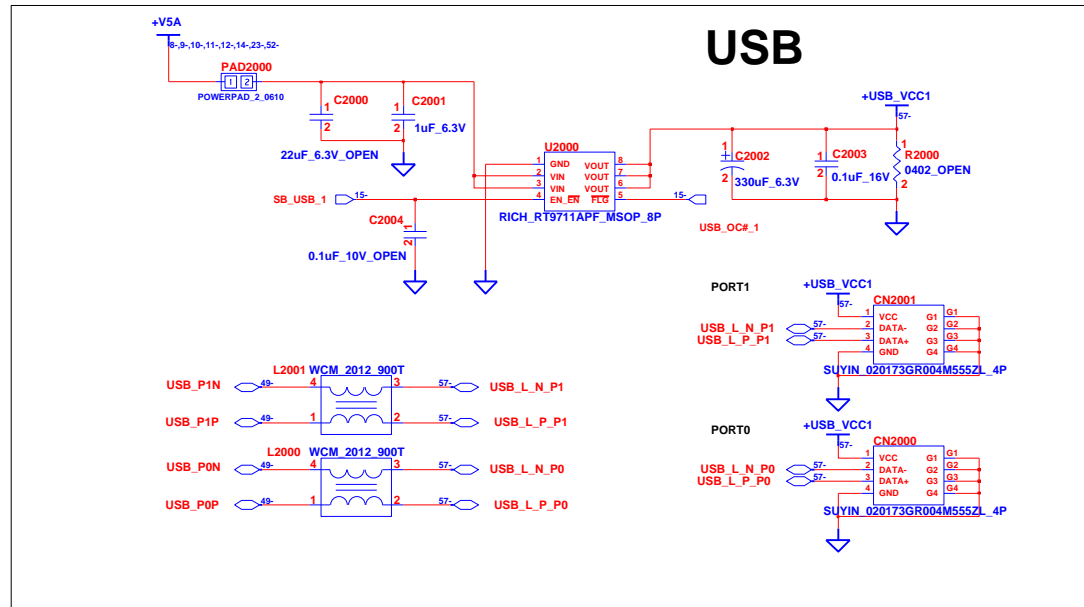 USB
+V5A
8-,9-,10-,11-,12-,14-,23-,52-
PAD2000
1 2
POWERPAD_2_0610
C2000
1
2
22uF_6.3V_OPEN
C2001
1
2
1uF_6.3V
U2000
1 GND VOUT 8
2 VIN VOUT 7
3 VIN VOUT 6
4 EN_EN FLG 5
RICH_RT9711APF_MSOP_8P
SB_USB_1 15-
C2004
1
2
0.1uF_10V_OPEN
15-
USB_OC#_1
+USB_VCC1
57-
1
C2002
2
330uF_6.3V
1
C2003
2
0.1uF_16V
1
R2000
0402_OPEN
2
PORT1
+USB_VCC1
57-
CN2001
1 VCC G1 G1
USB_L_N_P1 57- 2 DATA- G2 G2
USB_L_P_P1 57- 3 DATA+ G3 G3
4 GND G4 G4
SUYIN_020173GR004M555ZL_4P
L2001 WCM_2012_900T
USB_P1N 49- 4 3 57- USB_L_N_P1
USB_P1P 49- 1 2 57- USB_L_P_P1
L2000 WCM_2012_900T
USB_P0N 49- 4 3 57- USB_L_N_P0
USB_P0P 49- 1 2 57- USB_L_P_P0
PORT0
+USB_VCC1
57-
CN2000
1 VCC G1 G1
USB_L_N_P0 57- 2 DATA- G2 G2
USB_L_P_P0 57- 3 DATA+ G3 G3
4 GND G4 G4
SUYIN_020173GR004M555ZL_4P